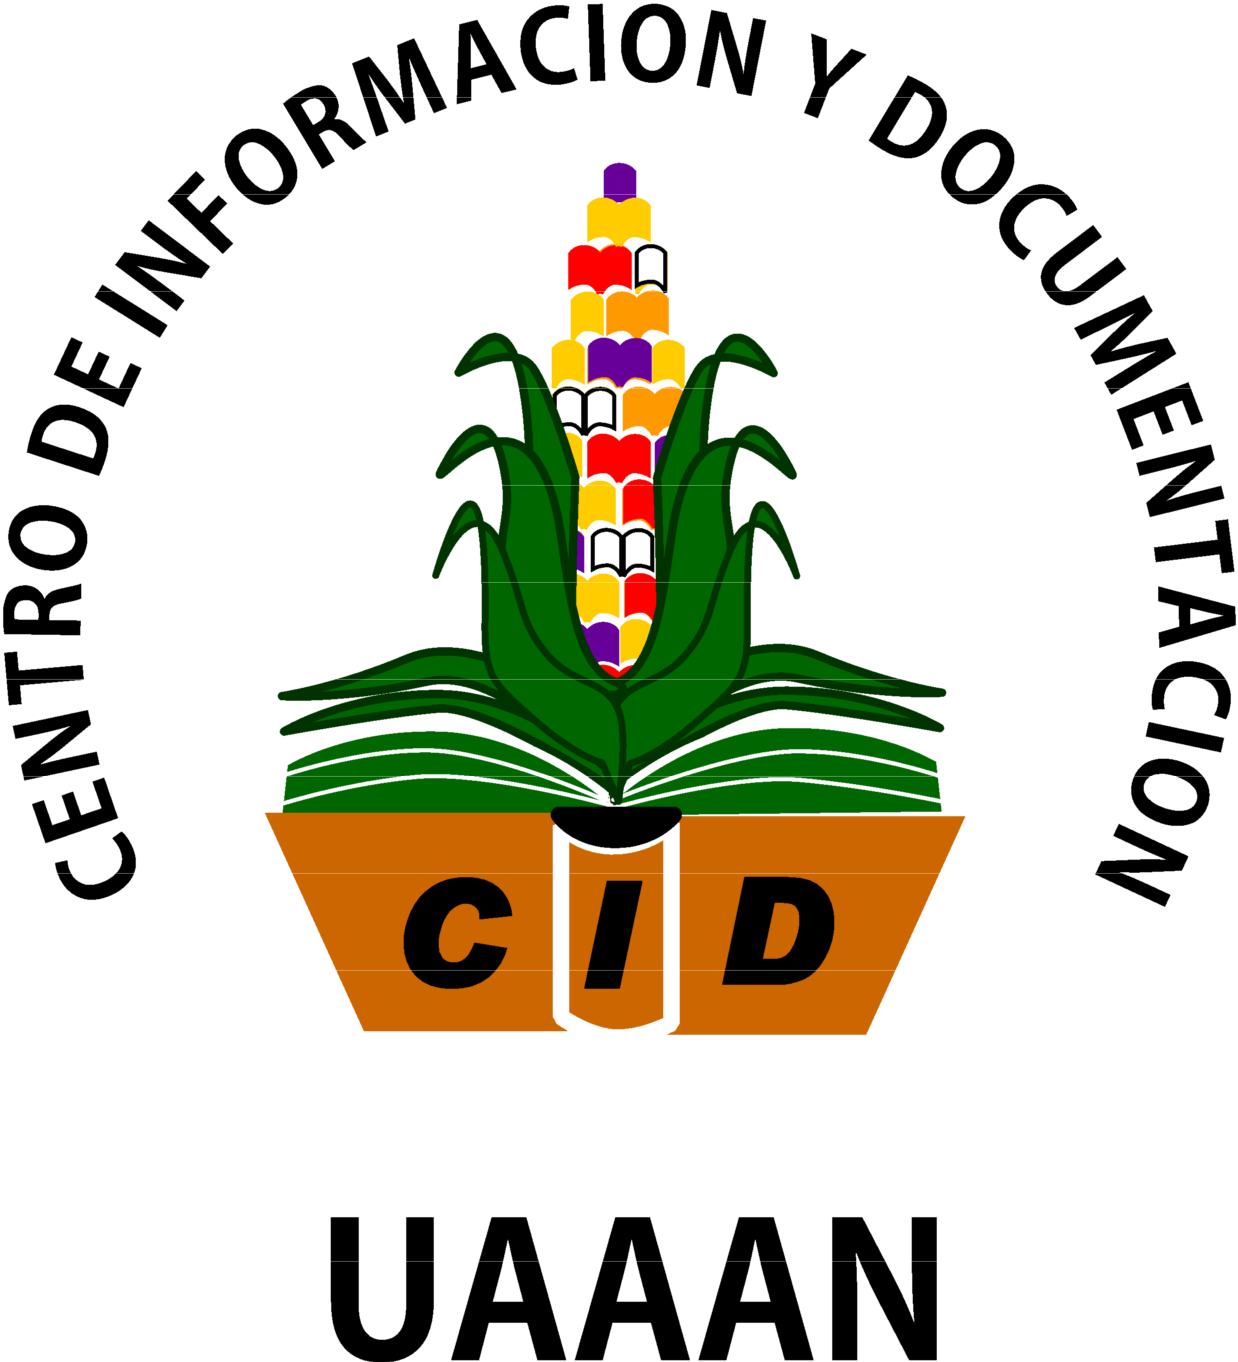 CENTRO DE INFORMACION Y DOCUMENTACION
CID
UAAAN